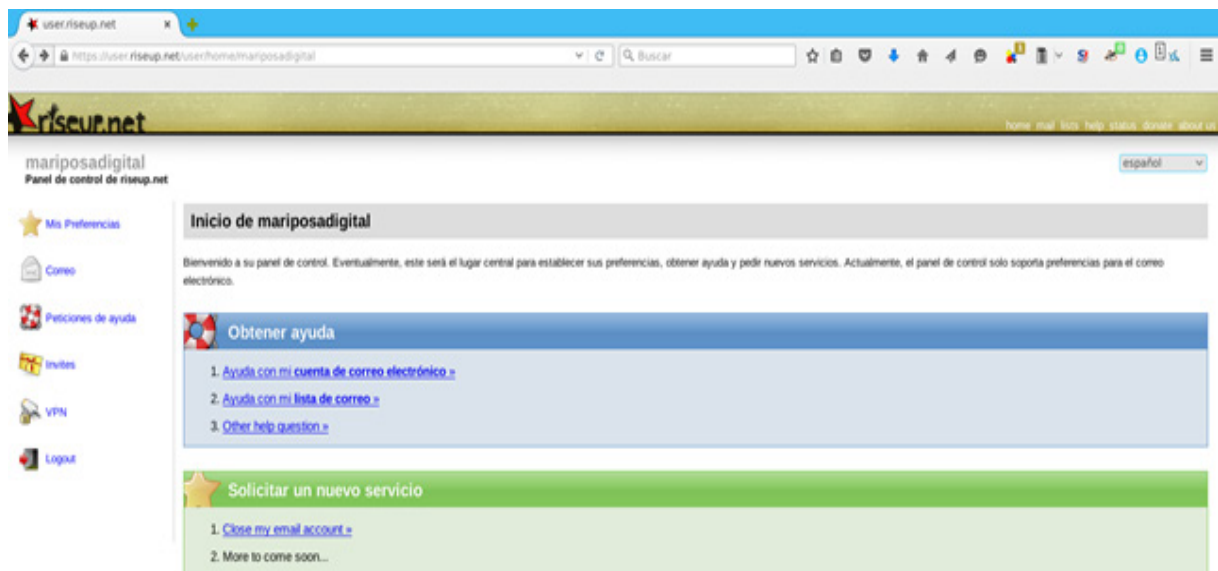 user.riseup.net
https://user.riseup.net/user/home/mariposadigital
Buscar
riseup.net
home mail lists help status donate about us
mariposadigital
Panel de control de riseup.net
español
Mis Preferencias
Correo
Peticiones de ayuda
Invites
VPN
Logout
Inicio de mariposadigital
Bienvenido a su panel de control. Eventualmente, este será el lugar central para establecer sus preferencias, obtener ayuda y pedir nuevos servicios. Actualmente, el panel de control solo soporta preferencias para el correo
electrónico.
Obtener ayuda
1. Ayuda con mi cuenta de correo electrónico »
2. Ayuda con mi lista de correo »
3. Other help question »
Solicitar un nuevo servicio
1. Close my email account »
2. More to come soon...